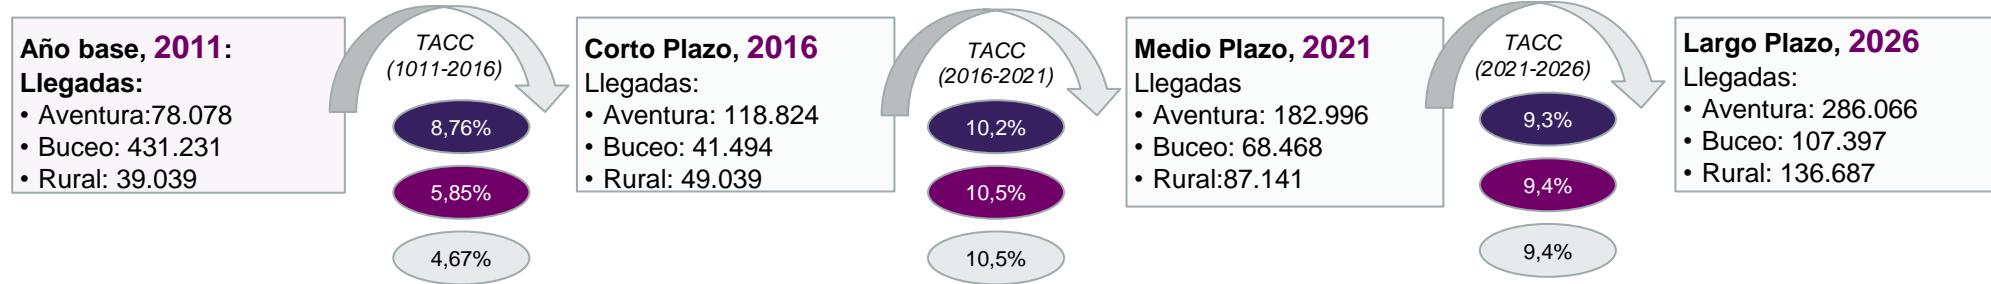 Año base, 2011:
Llegadas:
• Aventura:78.078
• Buceo: 431.231
• Rural: 39.039
TACC
(1011-2016)
8,76%
5,85%
4,67%
Corto Plazo, 2016
Llegadas:
• Aventura: 118.824
• Buceo: 41.494
• Rural: 49.039
TACC
(2016-2021)
10,2%
10,5%
10,5%
Medio Plazo, 2021
Llegadas
• Aventura: 182.996
• Buceo: 68.468
• Rural:87.141
TACC
(2021-2026)
9,3%
9,4%
9,4%
Largo Plazo, 2026
Llegadas:
• Aventura: 286.066
• Buceo: 107.397
• Rural: 136.687